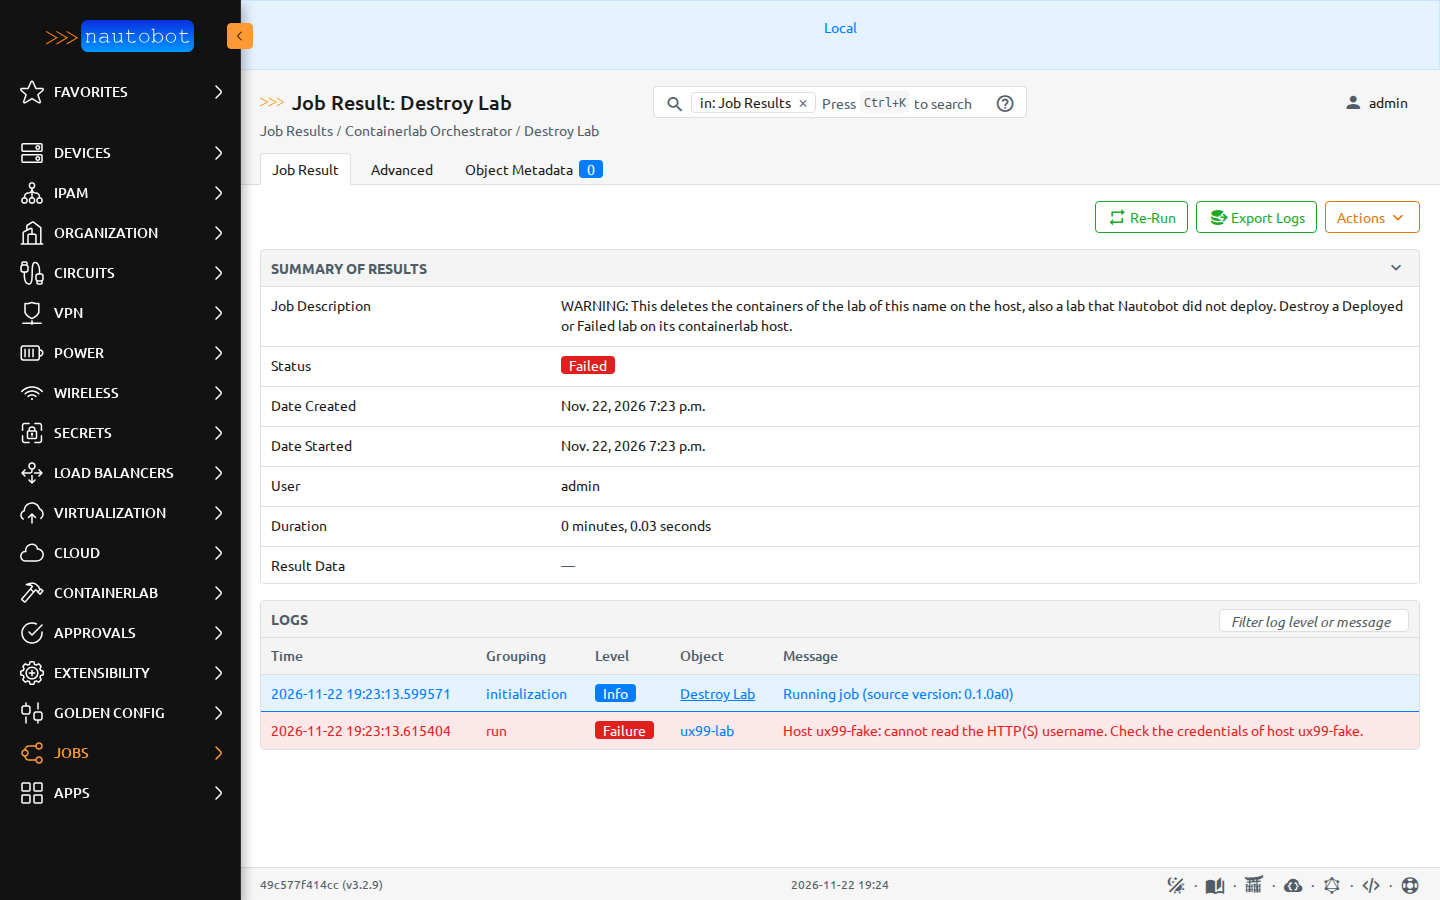 nautobot
Local
FAVORITES
DEVICES
IPAM
ORGANIZATION
CIRCUITS
VPN
POWER
WIRELESS
SECRETS
LOAD BALANCERS
VIRTUALIZATION
CLOUD
CONTAINERLAB
APPROVALS
EXTENSIBILITY
GOLDEN CONFIG
JOBS
APPS
Job Result: Destroy Lab
in: Job Results × Press Ctrl+K to search
admin
Job Results / Containerlab Orchestrator / Destroy Lab
Job Result Advanced Object Metadata 0
Re-Run Export Logs Actions
SUMMARY OF RESULTS
Job Description WARNING: This deletes the containers of the lab of this name on the host, also a lab that Nautobot did not deploy. Destroy a Deployed
or Failed lab on its containerlab host.
Status Failed
Date Created Nov. 22, 2026 7:23 p.m.
Date Started Nov. 22, 2026 7:23 p.m.
User admin
Duration 0 minutes, 0.03 seconds
Result Data —
LOGS Filter log level or message
Time Grouping Level Object Message
2026-11-22 19:23:13.599571 initialization Info Destroy Lab Running job (source version: 0.1.0a0)
2026-11-22 19:23:13.615404 run Failure ux99-lab Host ux99-fake: cannot read the HTTP(S) username. Check the credentials of host ux99-fake.
49c577f414cc (v3.2.9) 2026-11-22 19:24